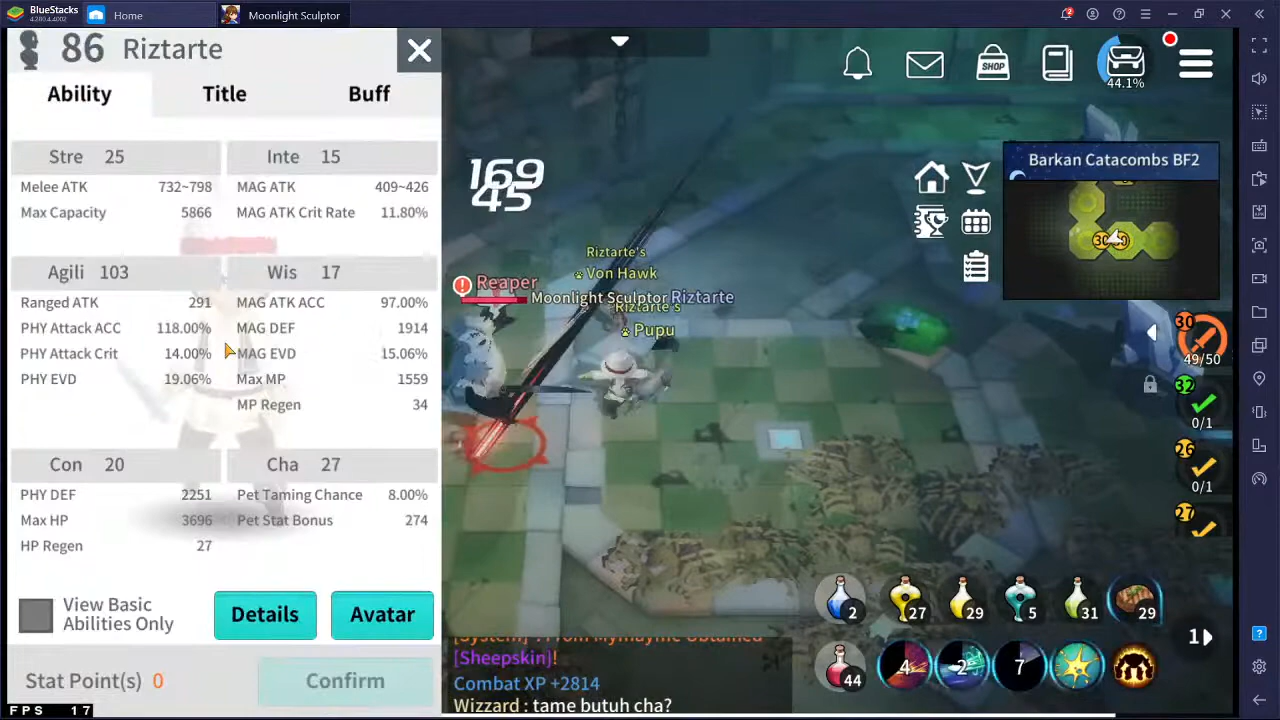 BlueStacks
4.280.4.4002
Home
Moonlight Sculptor
2
86 Riztarte
Ability
Title
Buff
Stre 25
Inte 15
Melee ATK 732~798
MAG ATK 409~426
Max Capacity 5866
MAG ATK Crit Rate 11.80%
Agili 103
Wis 17
Ranged ATK 291
MAG ATK ACC 97.00%
PHY Attack ACC 118.00%
MAG DEF 1914
PHY Attack Crit 14.00%
MAG EVD 15.06%
PHY EVD 19.06%
Max MP 1559
MP Regen 34
Con 20
Cha 27
PHY DEF 2251
Pet Taming Chance 8.00%
Max HP 3696
Pet Stat Bonus 274
HP Regen 27
View Basic
Abilities Only
Details
Avatar
Stat Point(s) 0
Confirm
FPS 17
SHOP
44.1%
Barkan Catacombs BF2
169
45
Riztarte's
Von Hawk
Reaper
Moonlight Sculptor Riztarte
Riztarte's
Pupu
30
49/50
32
0/1
26
0/1
27
2
27
29
5
31
29
1
44
4
2
7
[System] : From Mymayme Obtained
[Sheepskin]!
Combat XP +2814
Wizzard : tame butuh cha?